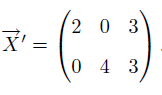 X⃗′ = (2 0 3
0 4 3).